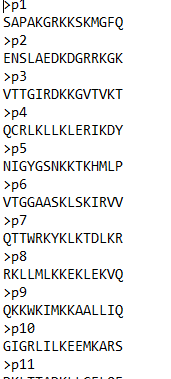 >p1
SAPAKGRKKSKMGFQ
>p2
ENSLAEDKDGRRKGK
>p3
VTTGIRDKKGVTVKT
>p4
QCRLKLLKLERIKDY
>p5
NIGYGSNKKTKHMLP
>p6
VTGGAASKLSKIRVV
>p7
QTTWRKYKLKTDLKR
>p8
RKLLMLKKEKLEKVQ
>p9
QKKWKIMKKAALLIQ
>p10
GIGRLILKEEMKARS
>p11